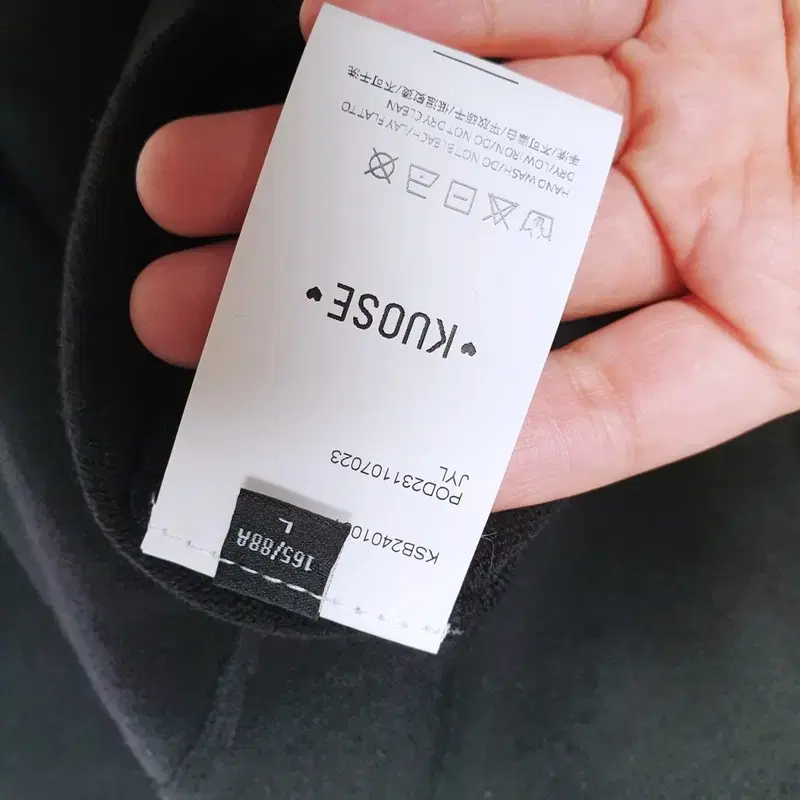 KSB24010
165/88A
L
POD231107023
JYL
♥KUOSE♥
HAND WASH/DO NOT BLEACH/LAY FLAT TO
DRY/LOW IRON/DO NOT DRY CLEAN
手洗/不可漂白/平放晾干/低温熨烫/不可干洗